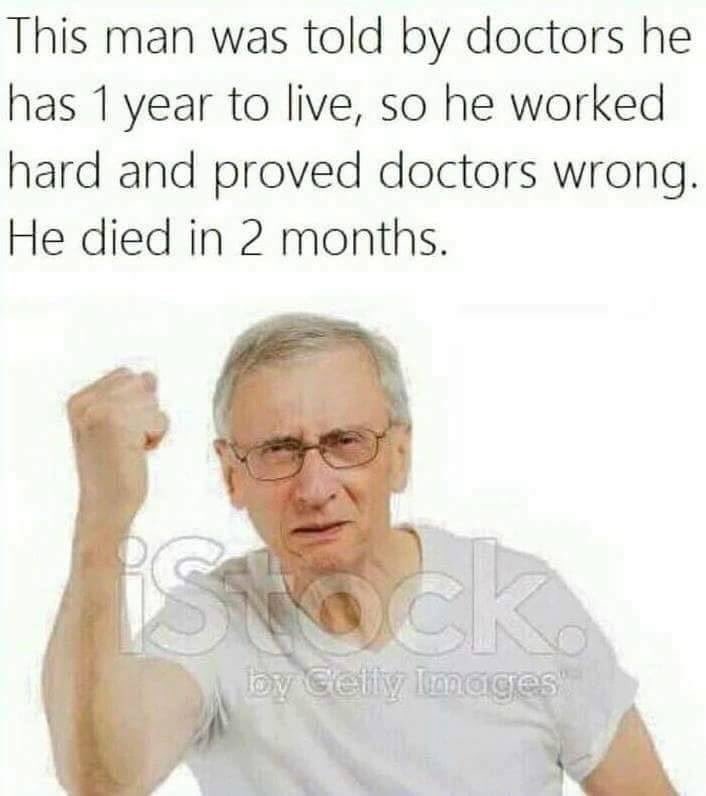 This man was told by doctors he
has 1 year to live, so he worked
hard and proved doctors wrong.
He died in 2 months.
iStock.
by Getty Images™